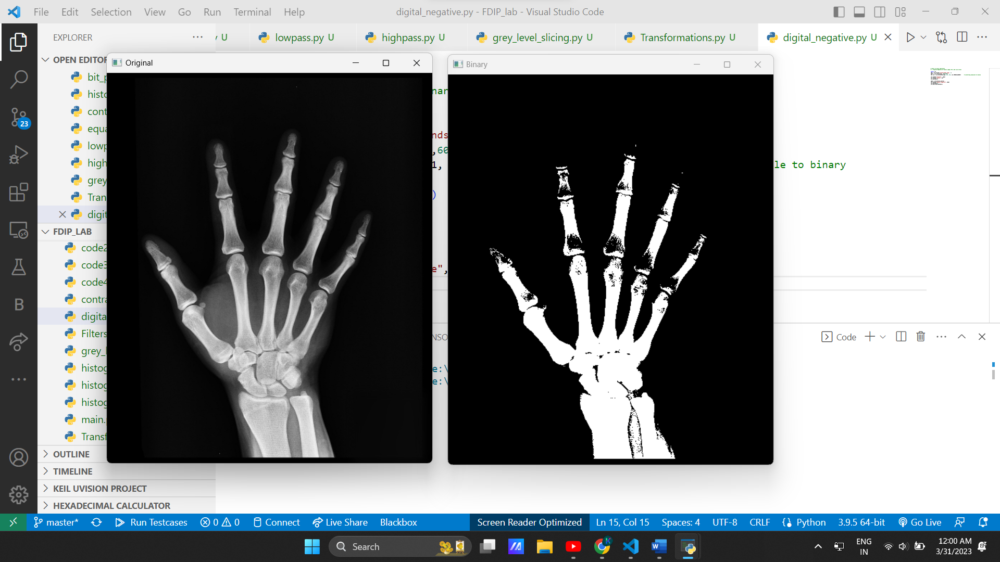 File Edit Selection View Go Run Terminal Help
digital_negative.py - FDIP_lab - Visual Studio Code
EXPLORER
U
lowpass.py U
highpass.py U
grey_level_slicing.py U
Transformations.py U
digital_negative.py U
OPEN EDITOR
bit_p
histo
cont
equa
lowp
high
grey
Tran
digit
FDIP_LAB
code2
code3
code4
contra
digita
Filters
grey_l
histog
histog
histog
main.
Transf
OUTLINE
TIMELINE
KEIL UVISION PROJECT
HEXADECIMAL CALCULATOR
Original
Binary
nar
nds
,60
1,
le to binary
)
e",
NSO
Code
e:\
e:\
23
B
master*
Run Testcases
0
0
Connect
Live Share
Blackbox
Screen Reader Optimized
Ln 15, Col 15
Spaces: 4
UTF-8
CRLF
Python
3.9.5 64-bit
Go Live
Search
ENG
IN
12:00 AM
3/31/2023